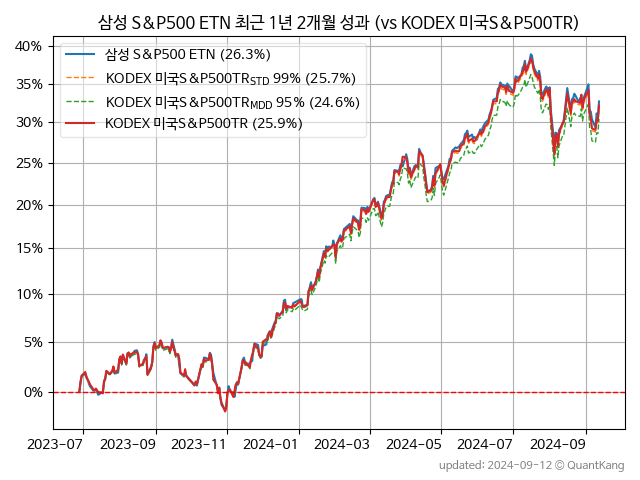 삼성 S&P500 ETN 최근 1년 2개월 성과 (vs KODEX 미국S&P500TR)
40%
35%
30%
25%
20%
15%
10%
5%
0%
삼성 S&P500 ETN (26.3%)
KODEX 미국S&P500TR_STD 99% (25.7%)
KODEX 미국S&P500TR_MDD 95% (24.6%)
KODEX 미국S&P500TR (25.9%)
2023-07 2023-09 2023-11 2024-01 2024-03 2024-05 2024-07 2024-09
updated: 2024-09-12 © QuantKang